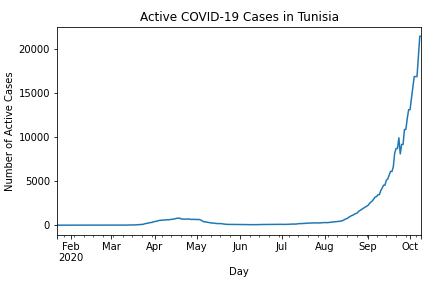 Active COVID-19 Cases in Tunisia
Number of Active Cases
20000
15000
10000
5000
0
Feb Mar Apr May Jun Jul Aug Sep Oct
2020
Day